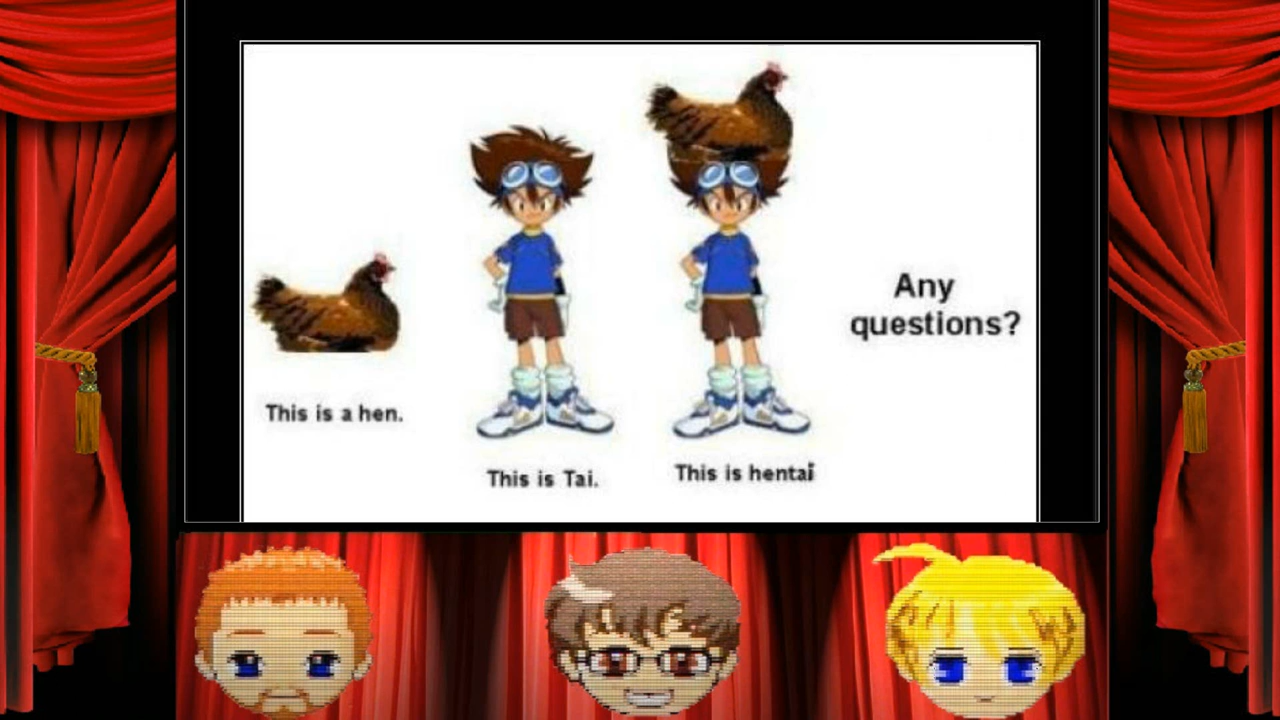 This is a hen.
This is Tai.
This is hentai
Any
questions?